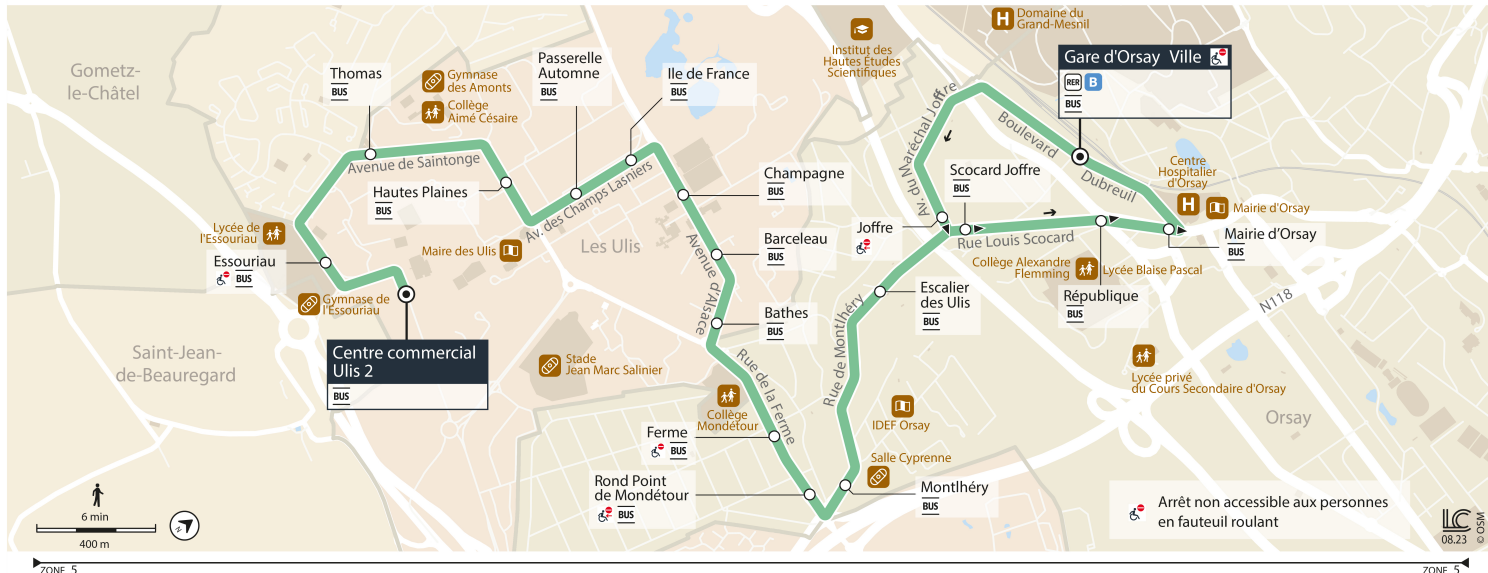 Gometz-
le-Châtel
Thomas
BUS
Gymnase
des Amonts
Collège
Aimé Césaire
Passerelle
Automne
BUS
Ile de France
BUS
Institut des
Hautes Études
Scientifiques
H
Domaine du
Grand-Mesnil
Gare d'Orsay Ville
RER B
BUS
Avenue de Saintonge
Hautes Plaines
BUS
Av. des Champs Lasniers
Champagne
BUS
Av. du Maréchal Joffre
Boulevard
Dubreuil
Scocard Joffre
BUS
Centre
Hospitalier
d'Orsay
H
Mairie d'Orsay
Lycée de
l'Essouriau
Essouriau
BUS
Maire des Ulis
Les Ulis
Barceleau
BUS
Avenue d'Alsace
Joffre
Rue Louis Scocard
Mairie d'Orsay
BUS
Collège Alexandre
Flemming
Lycée Blaise Pascal
République
BUS
N118
Gymnase de
l'Essouriau
Bathes
BUS
Escalier
des Ulis
BUS
Saint-Jean-
de-Beauregard
Centre commercial
Ulis 2
BUS
Stade
Jean Marc Salinier
Rue de la Ferme
Rue de Montlhéry
Lycée privé
du Cours Secondaire d'Orsay
Orsay
Collège
Mondétour
IDEF Orsay
Ferme
BUS
Salle Cyprenne
Rond Point
de Mondétour
BUS
Montlhéry
BUS
6 min
400 m
N
Arrêt non accessible aux personnes
en fauteuil roulant
LC
08.23
© OSM
ZONE 5
ZONE 5